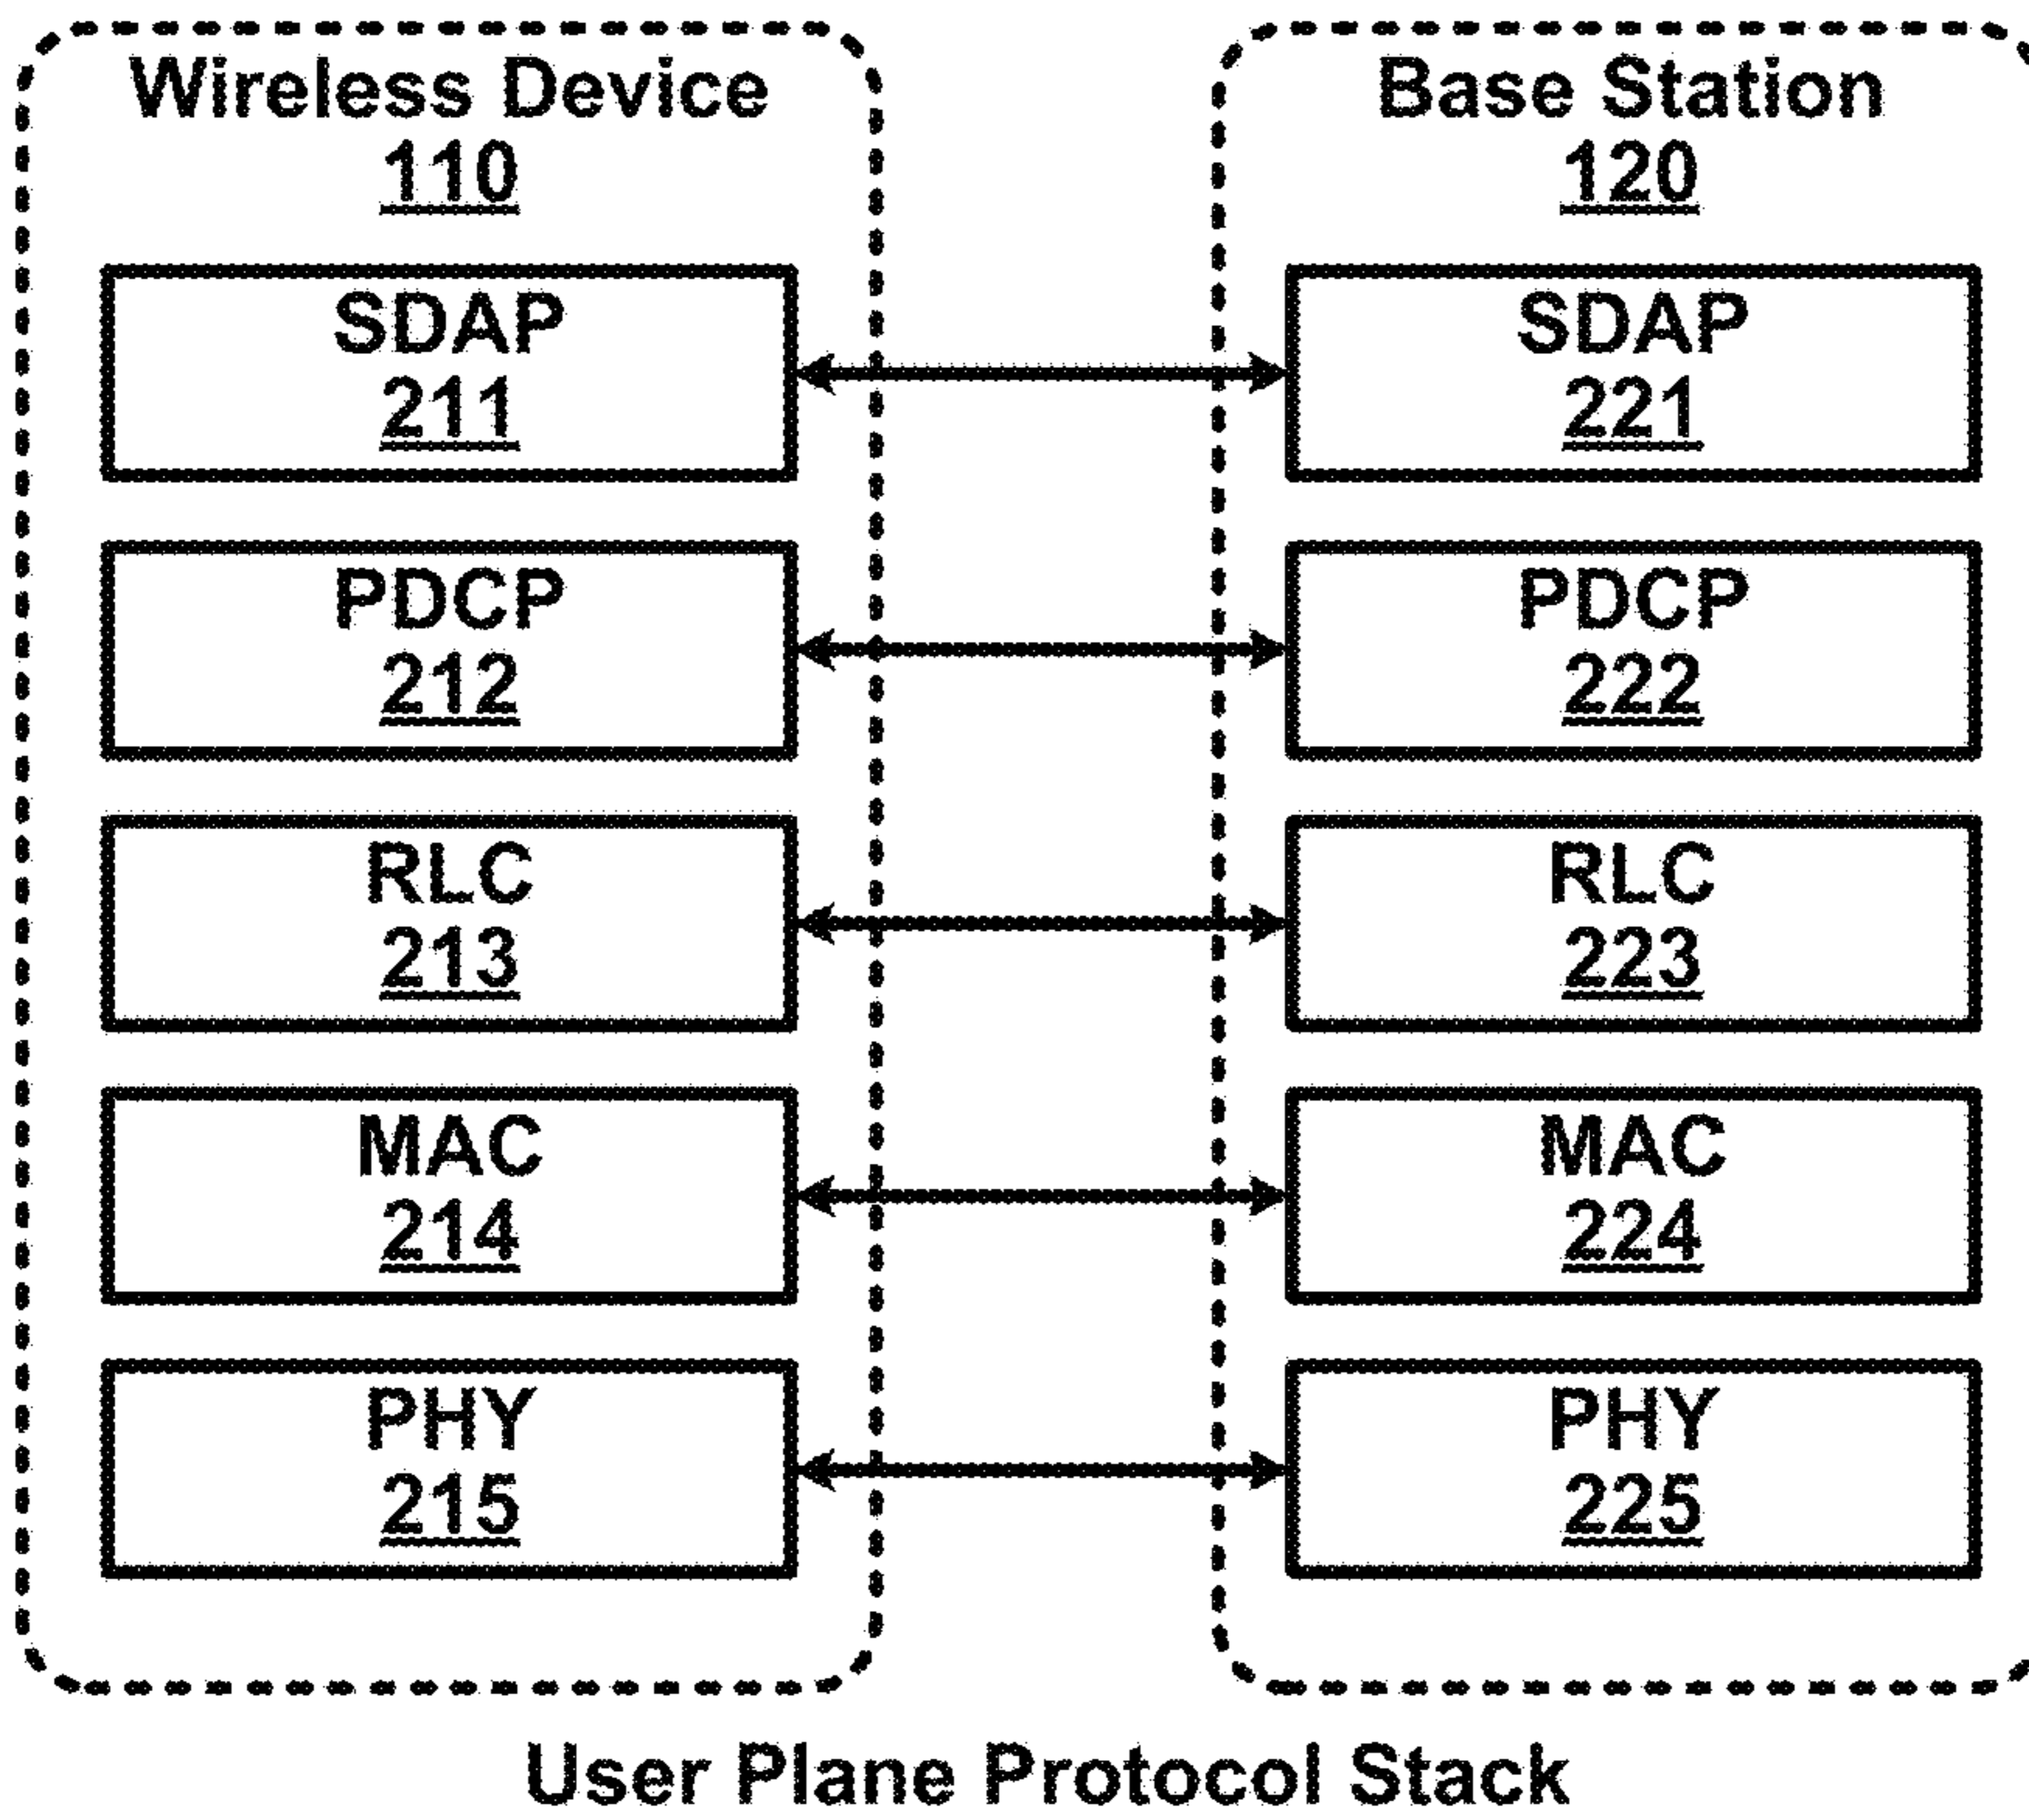 Wireless Device
110
SDAP
211
PDCP
212
RLC
213
MAC
214
PHY
215
Base Station
120
SDAP
221
PDCP
222
RLC
223
MAC
224
PHY
225
User Plane Protocol Stack